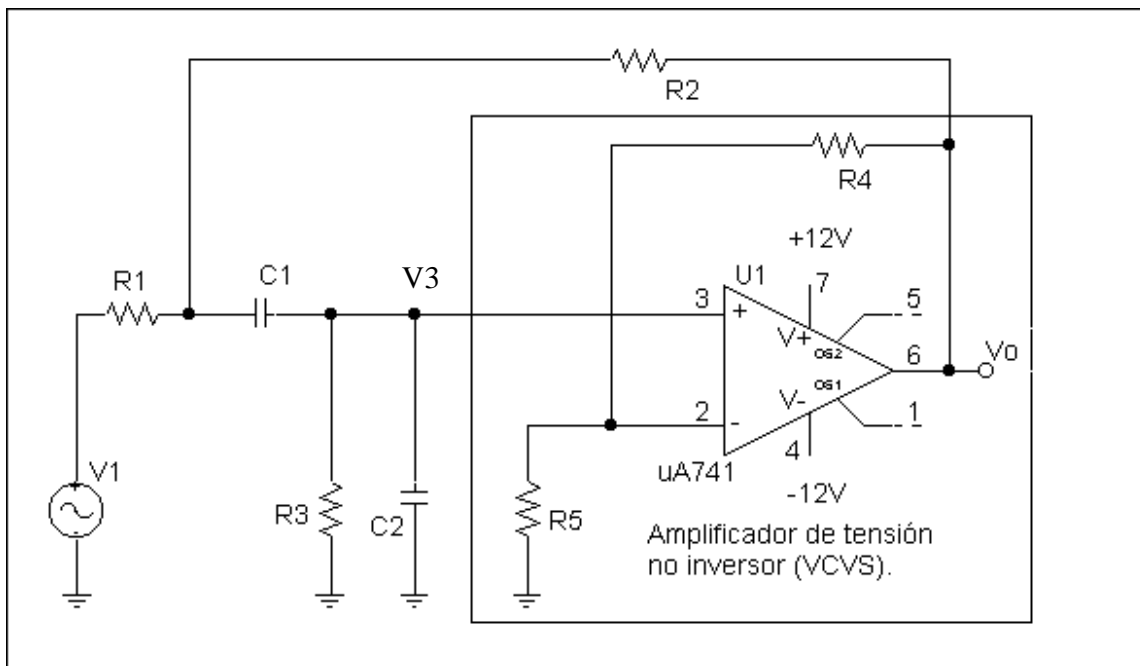 R2
R4
+12V
U1
7
5
V3
C1
R1
3
+
V+
OS2
6
Vo
OS1
V-
2
-
1
4
uA741
-12V
V1
+
-
R3
C2
R5
Amplificador de tensión
no inversor (VCVS).